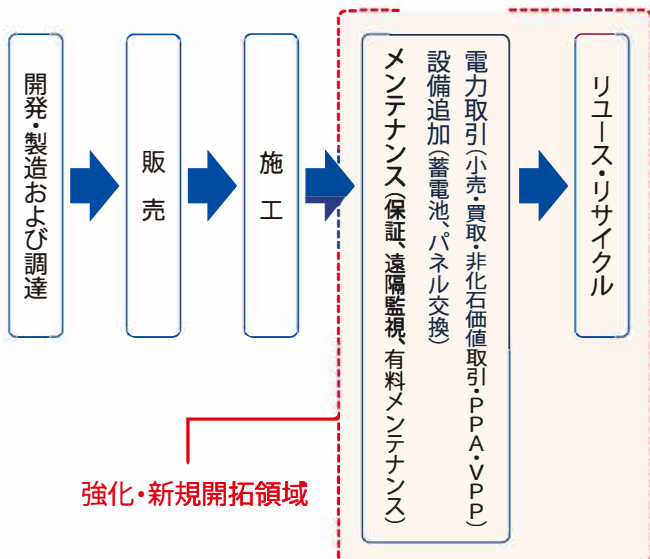 開発・製造および調達
販売
施工
電力取引(小売・買取・非化石価値取引・PPA・VPP)
設備追加(蓄電池、パネル交換)
メンテナンス(保証、遠隔監視、有料メンテナンス)
リユース・リサイクル
強化・新規開拓領域